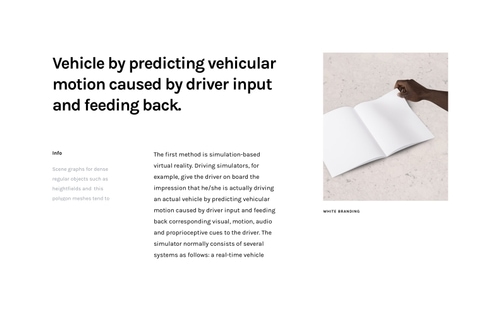 Vehicle by predicting vehicular
motion caused by driver input
and feeding back.
Info
Scene graphs for dense
regular objects such as
heightfields and this
polygon meshes tend to
The first method is simulation-based
virtual reality. Driving simulators, for
example, give the driver on board the
impression that he/she is actually driving
an actual vehicle by predicting vehicular
motion caused by driver input and feeding
back corresponding visual, motion, audio
and proprioceptive cues to the driver. The
simulator normally consists of several
systems as follows: a real-time vehicle
WHITE BRANDING